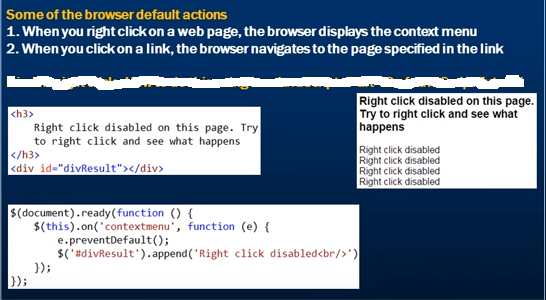 Some of the browser default actions
1. When you right click on a web page, the browser displays the context menu
2. When you click on a link, the browser navigates to the page specified in the link
<h3>
Right click disabled on this page. Try
to right click and see what happens
</h3>
<div id="divResult"></div>
Right click disabled on this page.
Try to right click and see what
happens
Right click disabled
Right click disabled
Right click disabled
Right click disabled
$(document).ready(function () {
$(this).on('contextmenu', function (e) {
e.preventDefault();
$('#divResult').append('Right click disabled<br/>')
});
});